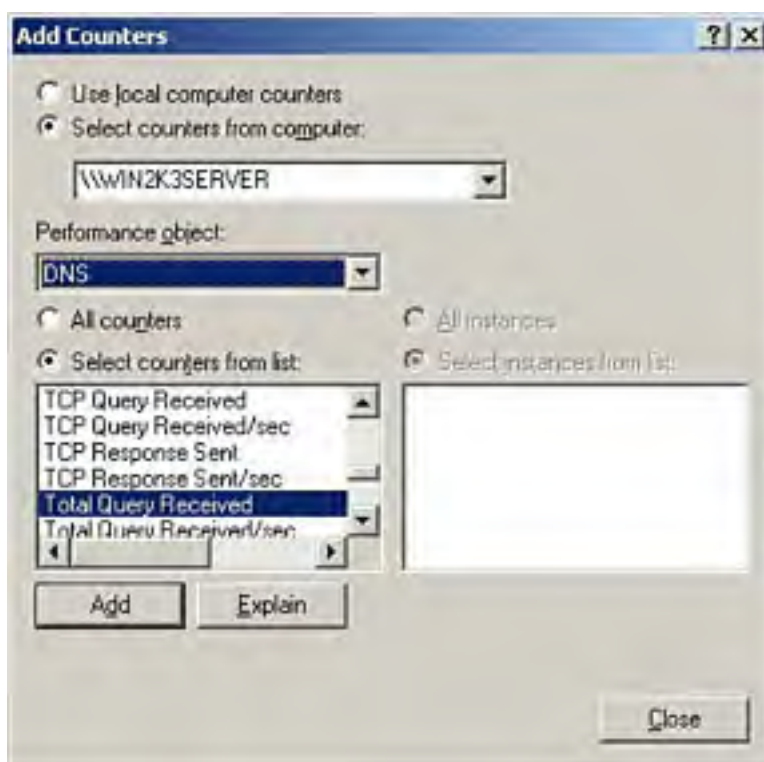 Add Counters
Use local computer counters
Select counters from computer:
\\WIN2K3SERVER
Performance object:
DNS
All counters
All instances
Select counters from list:
Select instances from list:
TCP Query Received
TCP Query Received/sec
TCP Response Sent
TCP Response Sent/sec
Total Query Received
Total Query Received/sec
Add
Explain
Close